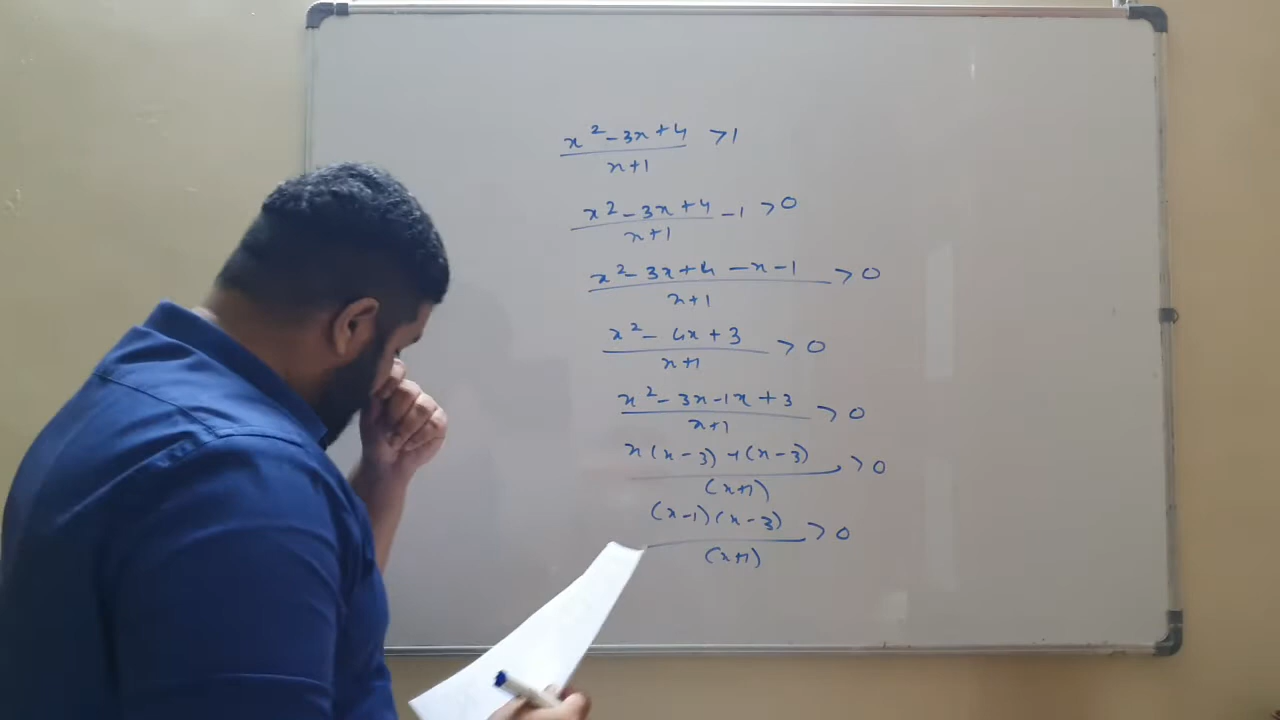 x² - 3x + 4 > 1
x + 1
x² - 3x + 4 - 1 > 0
x + 1
x² - 3x + 4 - x - 1 > 0
x + 1
x² - 4x + 3 > 0
x + 1
x² - 3x - 1x + 3 > 0
x + 1
x(x - 3) - 1(x - 3) > 0
(x + 1)
(x - 1)(x - 3) > 0
(x + 1)